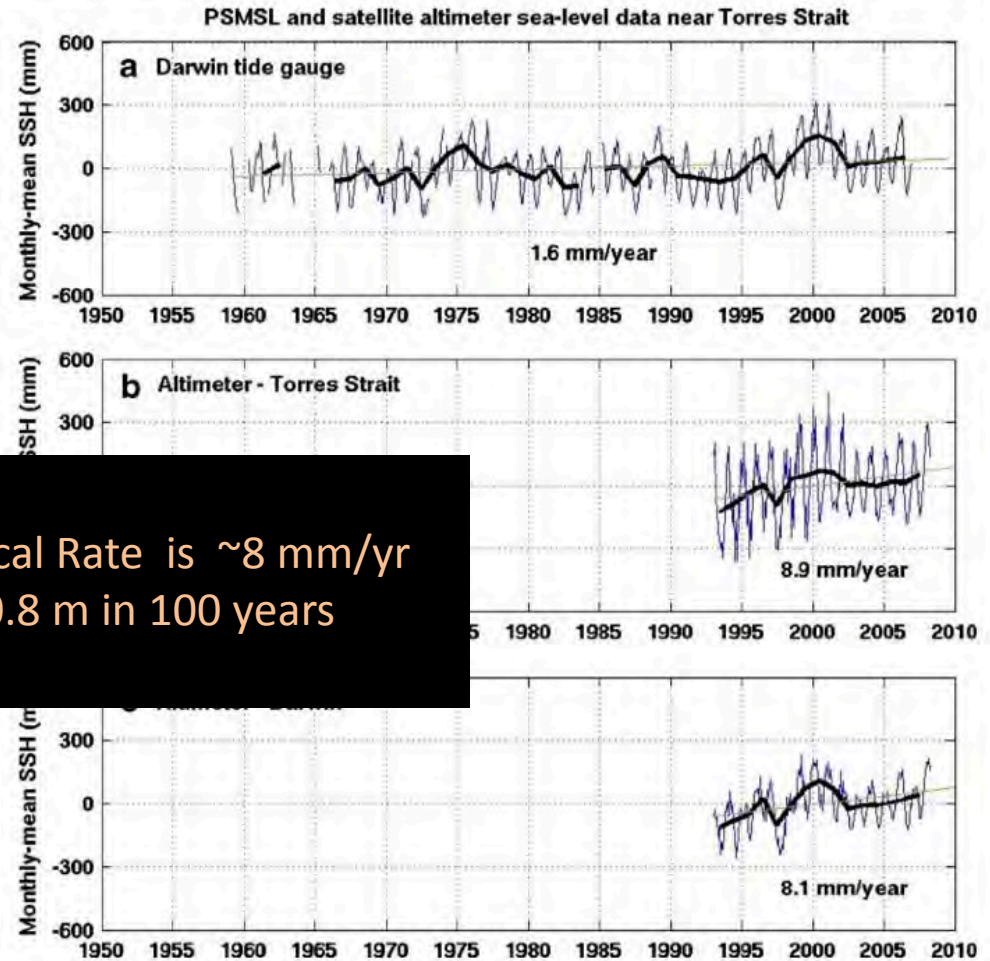 PSMSL and satellite altimeter sea-level data near Torres Strait
Monthly-mean SSH (mm)
600
300
0
-300
-600
a Darwin tide gauge
1.6 mm/year
1950 1955 1960 1965 1970 1975 1980 1985 1990 1995 2000 2005 2010
SSH (mm)
600
300
b Altimeter - Torres Strait
8.9 mm/year
5 1980 1985 1990 1995 2000 2005 2010
cal Rate is ~8 mm/yr
0.8 m in 100 years
Monthly-mean SSH
300
0
-300
-600
8.1 mm/year
1950 1955 1960 1965 1970 1975 1980 1985 1990 1995 2000 2005 2010